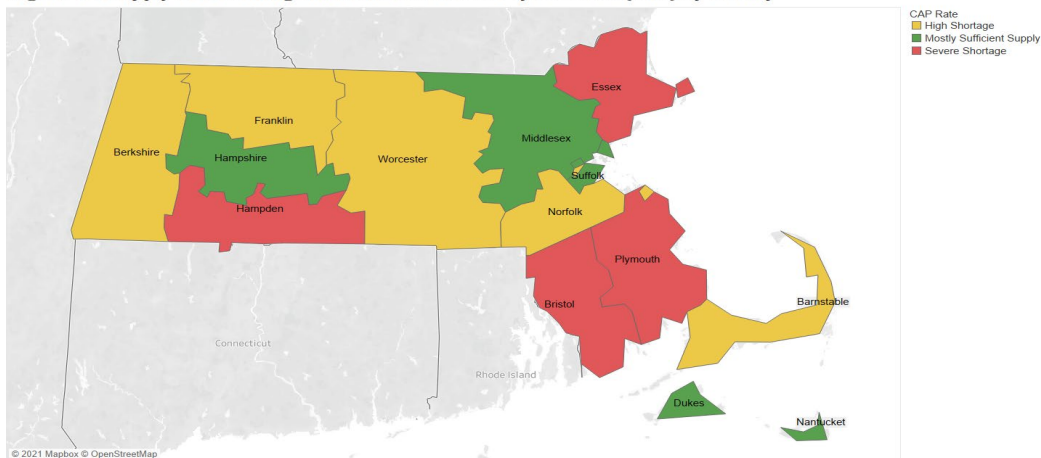 CAP Rate
High Shortage
Mostly Sufficient Supply
Severe Shortage
Essex
Franklin
Middlesex
Berkshire
Hampshire
Worcester
Suffolk
Hampden
Norfolk
Plymouth
Bristol
Barnstable
Connecticut
Rhode Island
Dukes
Nantucket
© 2021 Mapbox © OpenStreetMap